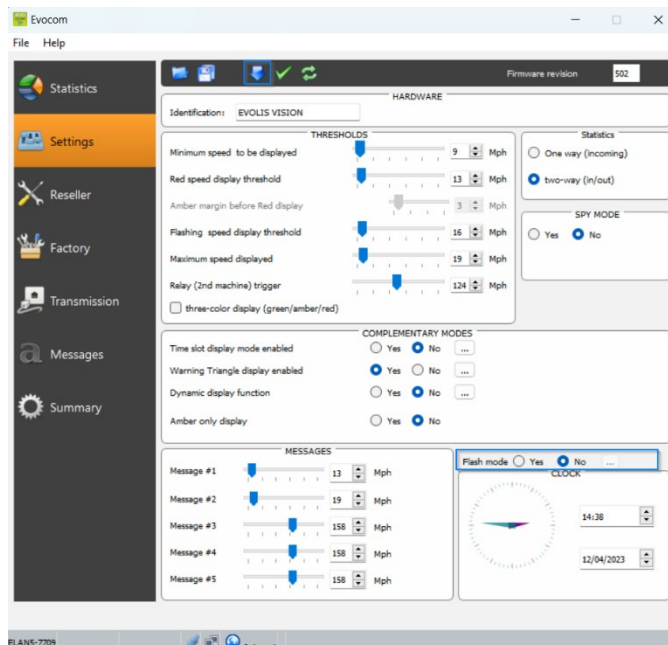 Evocom
File Help
Statistics
Settings
Reseller
Factory
Transmission
Messages
Summary
Firmware revision 502
HARDWARE
Identification: EVOLIS VISION
THRESHOLDS
Minimum speed to be displayed 9 Mph
Red speed display threshold 13 Mph
Amber margin before Red display 3 Mph
Flashing speed display threshold 16 Mph
Maximum speed displayed 19 Mph
Relay (2nd machine) trigger 124 Mph
three-color display (green/amber/red)
Statistics
One way (incoming)
two-way (in/out)
SPY MODE
Yes No
COMPLEMENTARY MODES
Time slot display mode enabled Yes No ...
Warning Triangle display enabled Yes No ...
Dynamic display function Yes No ...
Amber only display Yes No
MESSAGES
Message #1 13 Mph
Message #2 19 Mph
Message #3 158 Mph
Message #4 158 Mph
Message #5 158 Mph
Flash mode Yes No ...
CLOCK
14:38
12/04/2023
ELAN5-7709